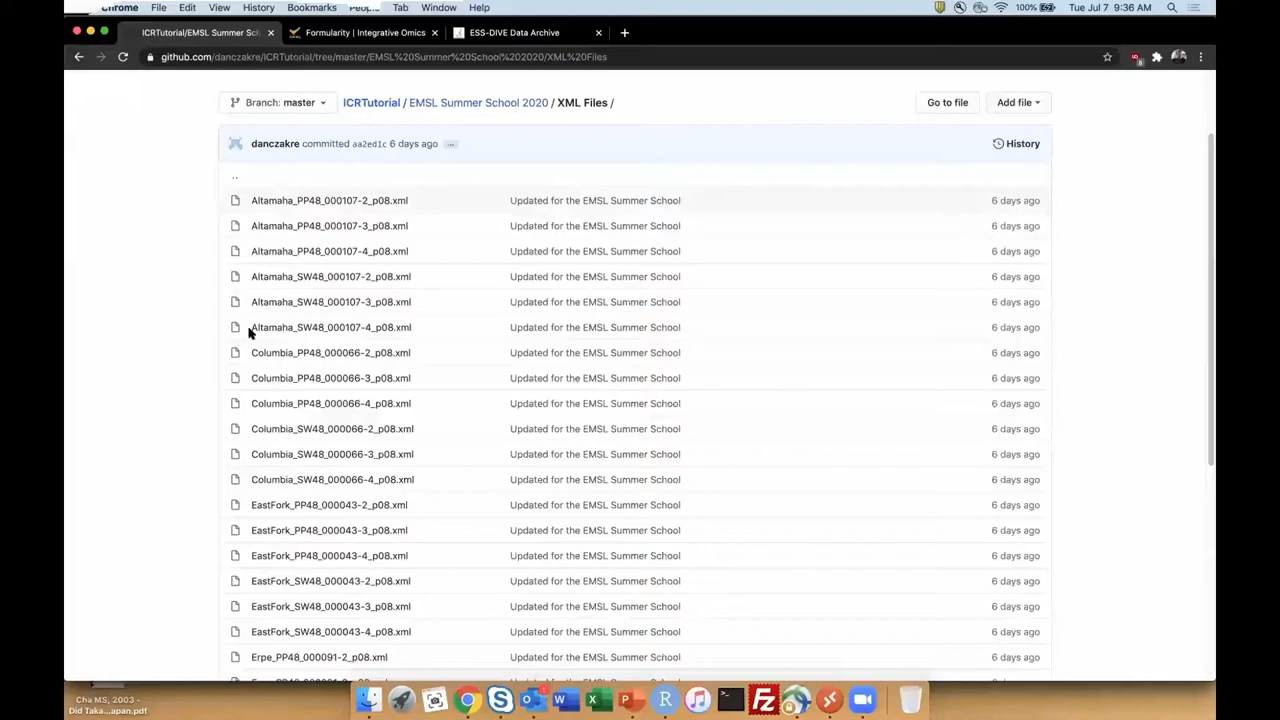 Chrome File Edit View History Bookmarks People Tab Window Help 100% Tue Jul 7 9:36 AM
ICRTutorial/EMSL Summer Sch Formularity | Integrative Omics ESS-DIVE Data Archive
github.com/danczakre/ICRTutorial/tree/master/EMSL%20Summer%20School%202020/XML%20Files
Branch: master ICRTutorial / EMSL Summer School 2020 / XML Files / Go to file Add file
danczakre committed aa2ed1c 6 days ago ... History
..
Altamaha_PP48_000107-2_p08.xml Updated for the EMSL Summer School 6 days ago
Altamaha_PP48_000107-3_p08.xml Updated for the EMSL Summer School 6 days ago
Altamaha_PP48_000107-4_p08.xml Updated for the EMSL Summer School 6 days ago
Altamaha_SW48_000107-2_p08.xml Updated for the EMSL Summer School 6 days ago
Altamaha_SW48_000107-3_p08.xml Updated for the EMSL Summer School 6 days ago
Altamaha_SW48_000107-4_p08.xml Updated for the EMSL Summer School 6 days ago
Columbia_PP48_000066-2_p08.xml Updated for the EMSL Summer School 6 days ago
Columbia_PP48_000066-3_p08.xml Updated for the EMSL Summer School 6 days ago
Columbia_PP48_000066-4_p08.xml Updated for the EMSL Summer School 6 days ago
Columbia_SW48_000066-2_p08.xml Updated for the EMSL Summer School 6 days ago
Columbia_SW48_000066-3_p08.xml Updated for the EMSL Summer School 6 days ago
Columbia_SW48_000066-4_p08.xml Updated for the EMSL Summer School 6 days ago
EastFork_PP48_000043-2_p08.xml Updated for the EMSL Summer School 6 days ago
EastFork_PP48_000043-3_p08.xml Updated for the EMSL Summer School 6 days ago
EastFork_PP48_000043-4_p08.xml Updated for the EMSL Summer School 6 days ago
EastFork_SW48_000043-2_p08.xml Updated for the EMSL Summer School 6 days ago
EastFork_SW48_000043-3_p08.xml Updated for the EMSL Summer School 6 days ago
EastFork_SW48_000043-4_p08.xml Updated for the EMSL Summer School 6 days ago
Erpe_PP48_000091-2_p08.xml Updated for the EMSL Summer School 6 days ago
Cha MS, 2003 -
Did Taka...apan.pdf